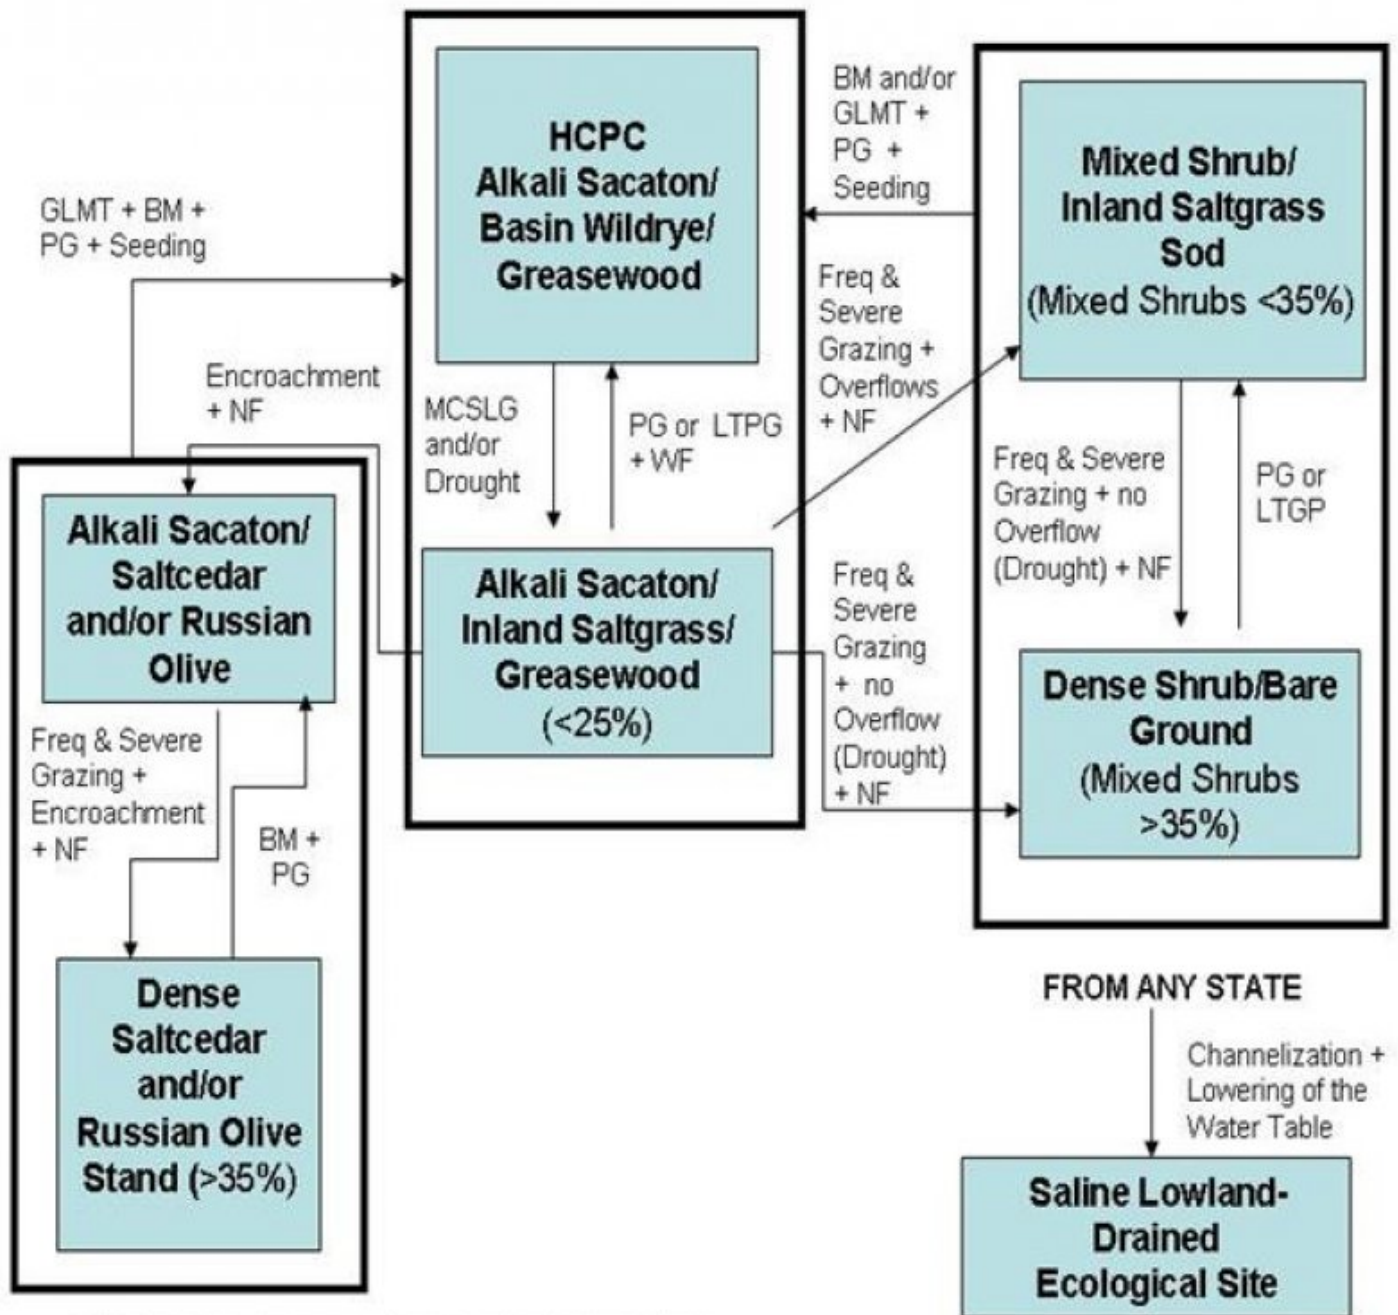 HCPC
Alkali Sacaton/
Basin Wildrye/
Greasewood
BM and/or
GLMT +
PG +
Seeding
Mixed Shrub/
Inland Saltgrass
Sod
(Mixed Shrubs <35%)
GLMT + BM +
PG + Seeding
Encroachment
+ NF
MCSLG
and/or
Drought
PG or LTPG
+ WF
Freq &
Severe
Grazing +
Overflows
+ NF
Freq & Severe
Grazing + no
Overflow
(Drought) + NF
PG or
LTGP
Alkali Sacaton/
Saltcedar
and/or Russian
Olive
Alkali Sacaton/
Inland Saltgrass/
Greasewood
(<25%)
Freq &
Severe
Grazing
+ no
Overflow
(Drought)
+ NF
Dense Shrub/Bare
Ground
(Mixed Shrubs
>35%)
Freq & Severe
Grazing +
Encroachment
+ NF
BM +
PG
Dense
Saltcedar
and/or
Russian Olive
Stand (>35%)
FROM ANY STATE
Channelization +
Lowering of the
Water Table
Saline Lowland-
Drained
Ecological Site